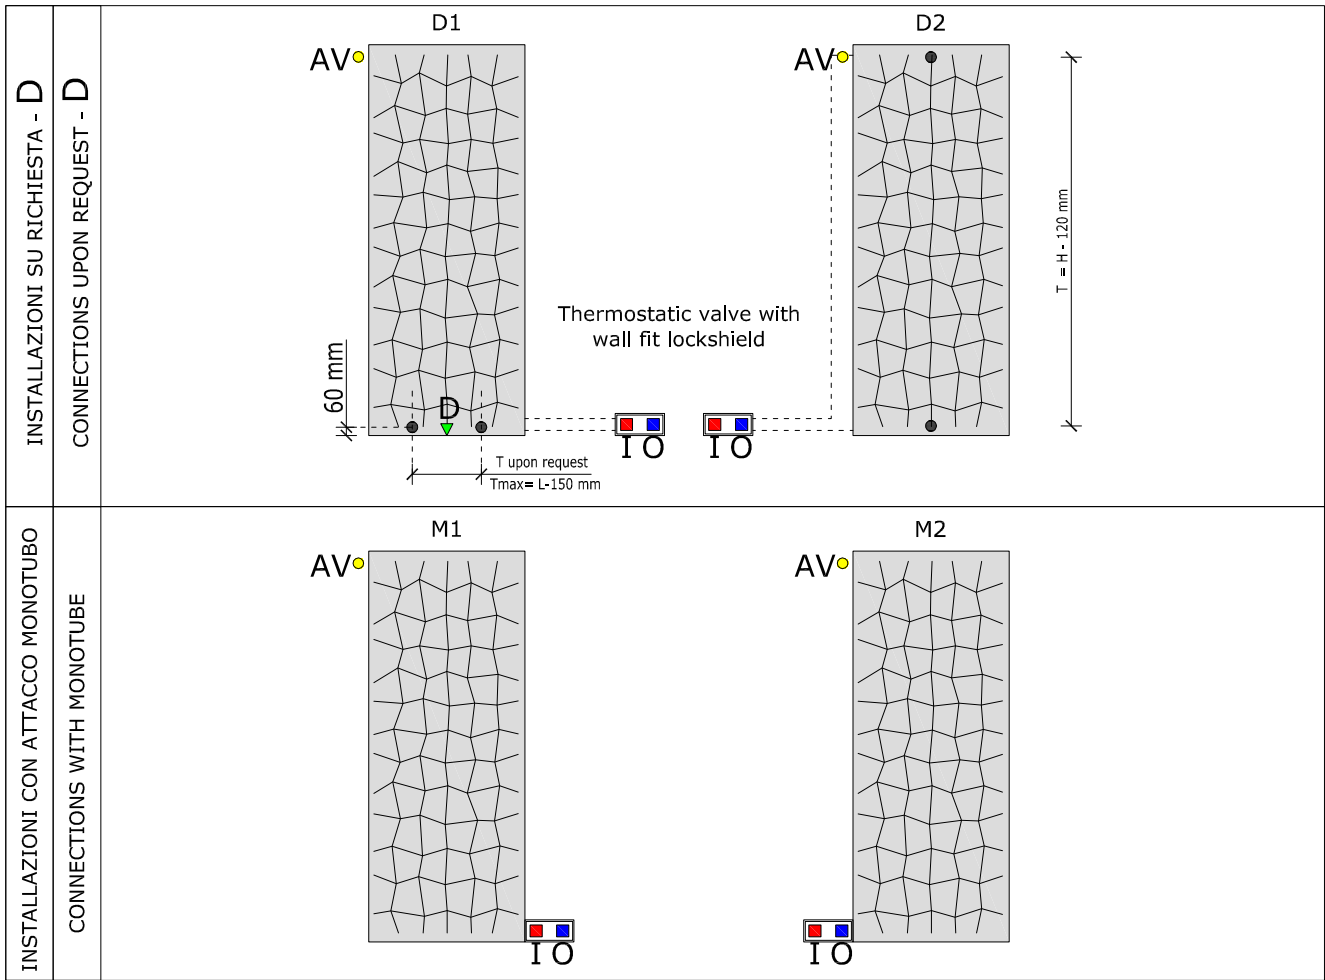 INSTALLAZIONI SU RICHIESTA - D
CONNECTIONS UPON REQUEST - D
D1
AV
D
60 mm
T upon request
Tmax= L-150 mm
Thermostatic valve with
wall fit lockshield
I O
I O
D2
AV
T = H - 120 mm
INSTALLAZIONI CON ATTACCO MONOTUBO
CONNECTIONS WITH MONOTUBE
M1
AV
I O
M2
AV
I O